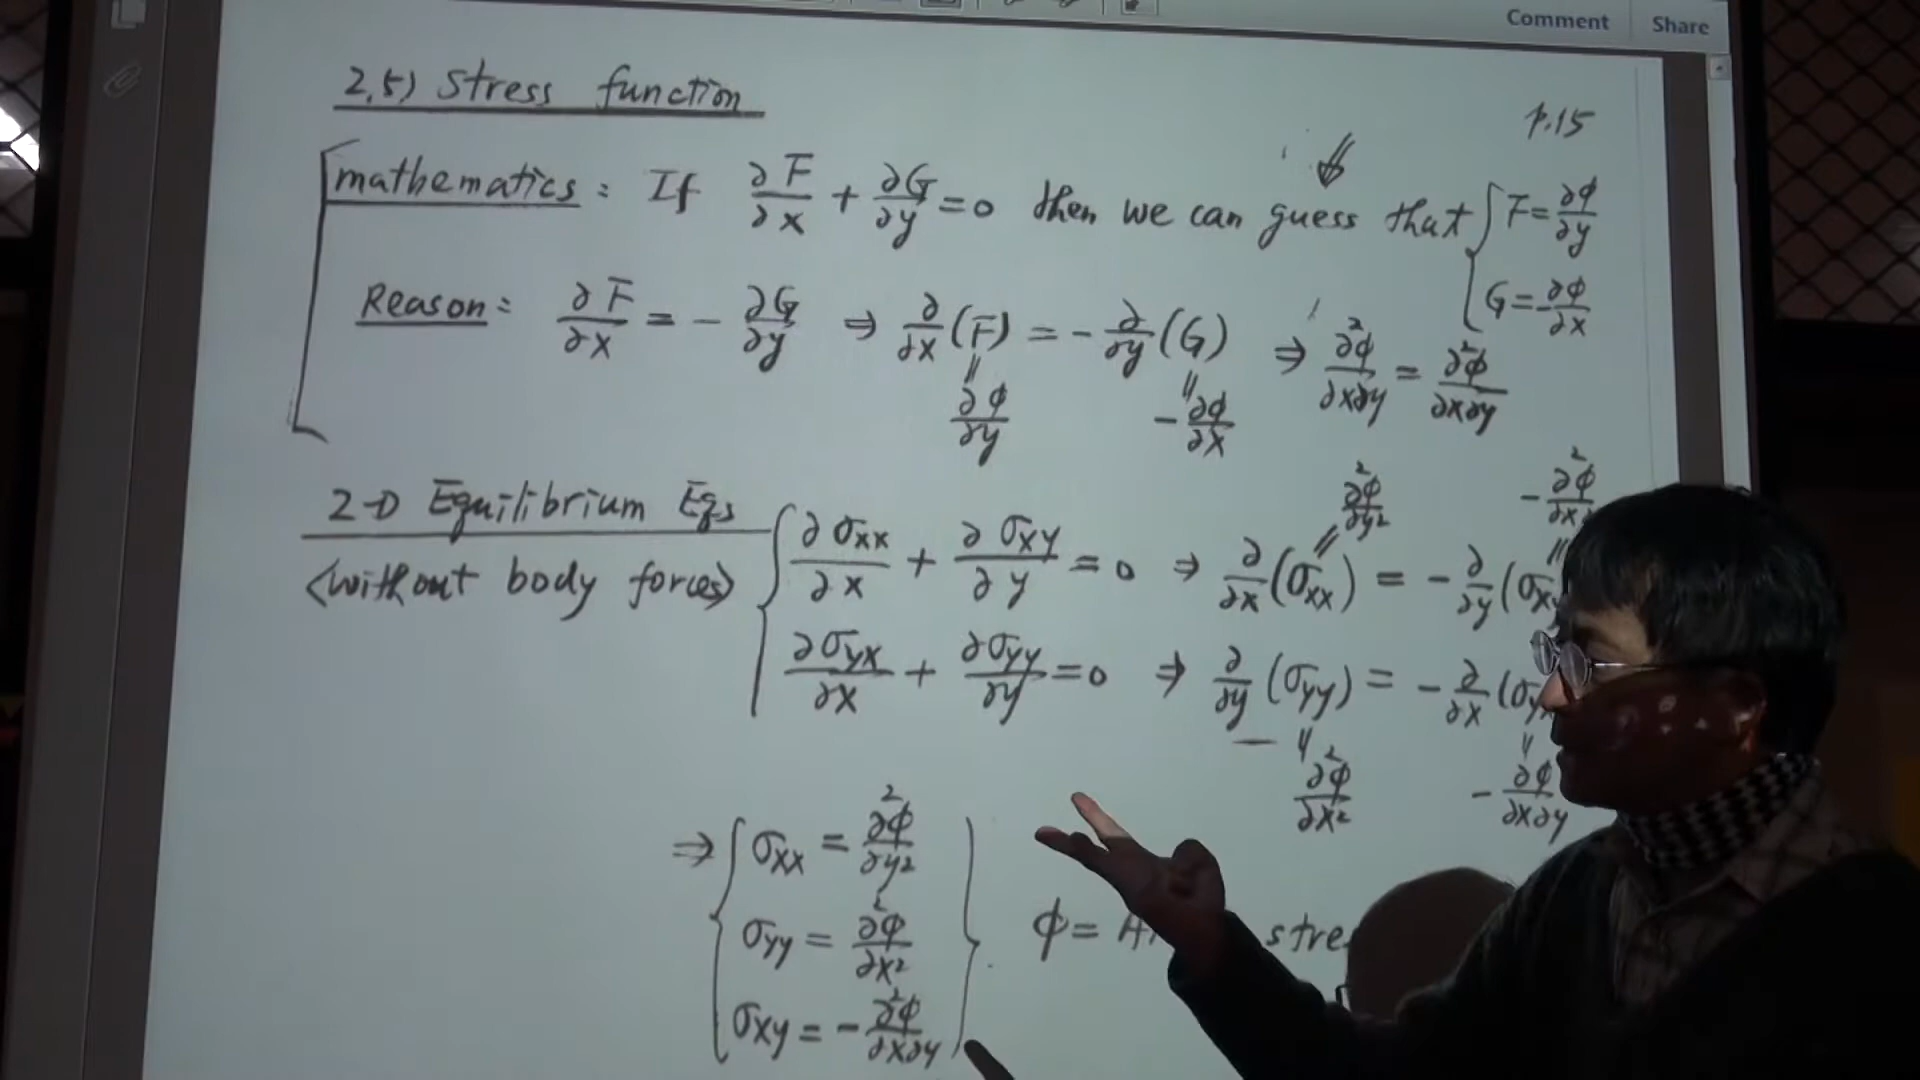 Comment Share
2.5) Stress function
p.15
mathematics: If ∂F/∂x + ∂G/∂y = 0 then we can guess that { F = ∂ϕ/∂y
G = -∂ϕ/∂x
Reason: ∂F/∂x = - ∂G/∂y ⇒ ∂/∂x (F) = - ∂/∂y (G) ⇒ ∂²ϕ/∂x∂y = ∂²ϕ/∂x∂y
∂ϕ/∂y -∂ϕ/∂x
∂²ϕ/∂y²
2-D Equilibrium Eqs { ∂σxx/∂x + ∂σxy/∂y = 0 ⇒ ∂/∂x (σxx) = - ∂/∂y
<without body forces> ∂σyx/∂x + ∂σyy/∂y = 0 ⇒ ∂/∂y (σyy) = - ∂/∂x
∂²ϕ/∂x² - ∂²ϕ/∂x∂y
⇒ { σxx = ∂²ϕ/∂y²
σyy = ∂²ϕ/∂x² } ϕ =
σxy = - ∂²ϕ/∂x∂y